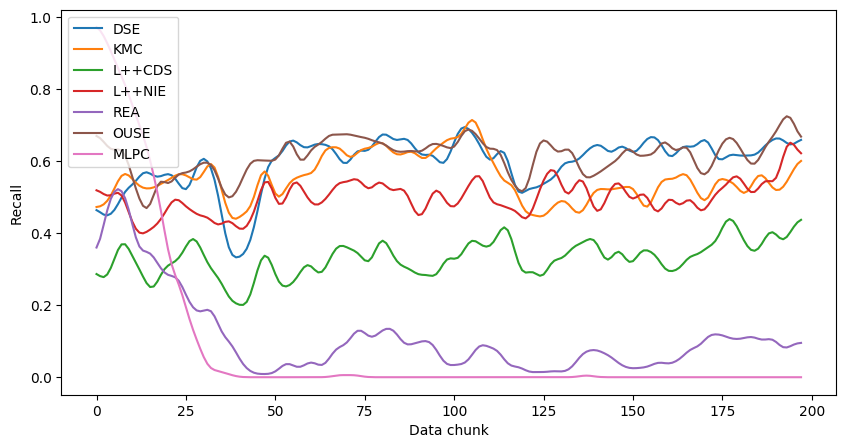 1.0
0.8
0.6
0.4
0.2
0.0
Recall
DSE
KMC
L++CDS
L++NIE
REA
OUSE
MLPC
0 25 50 75 100 125 150 175 200
Data chunk